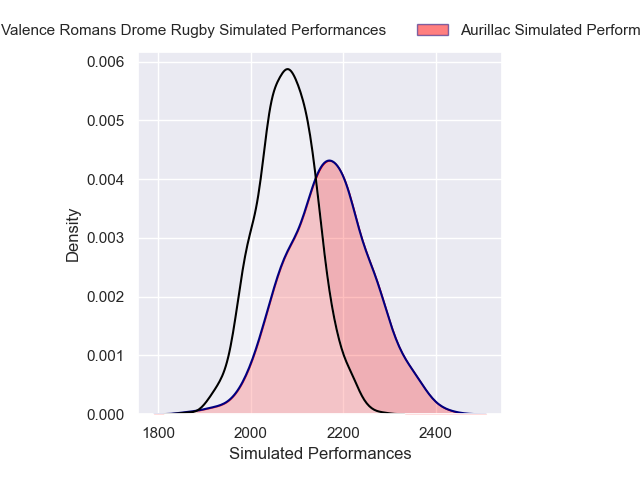 Valence Romans Drome Rugby Simulated Performances
Aurillac Simulated Perform
0.006
0.005
0.004
0.003
0.002
0.001
0.000
Density
1800 2000 2200 2400
Simulated Performances